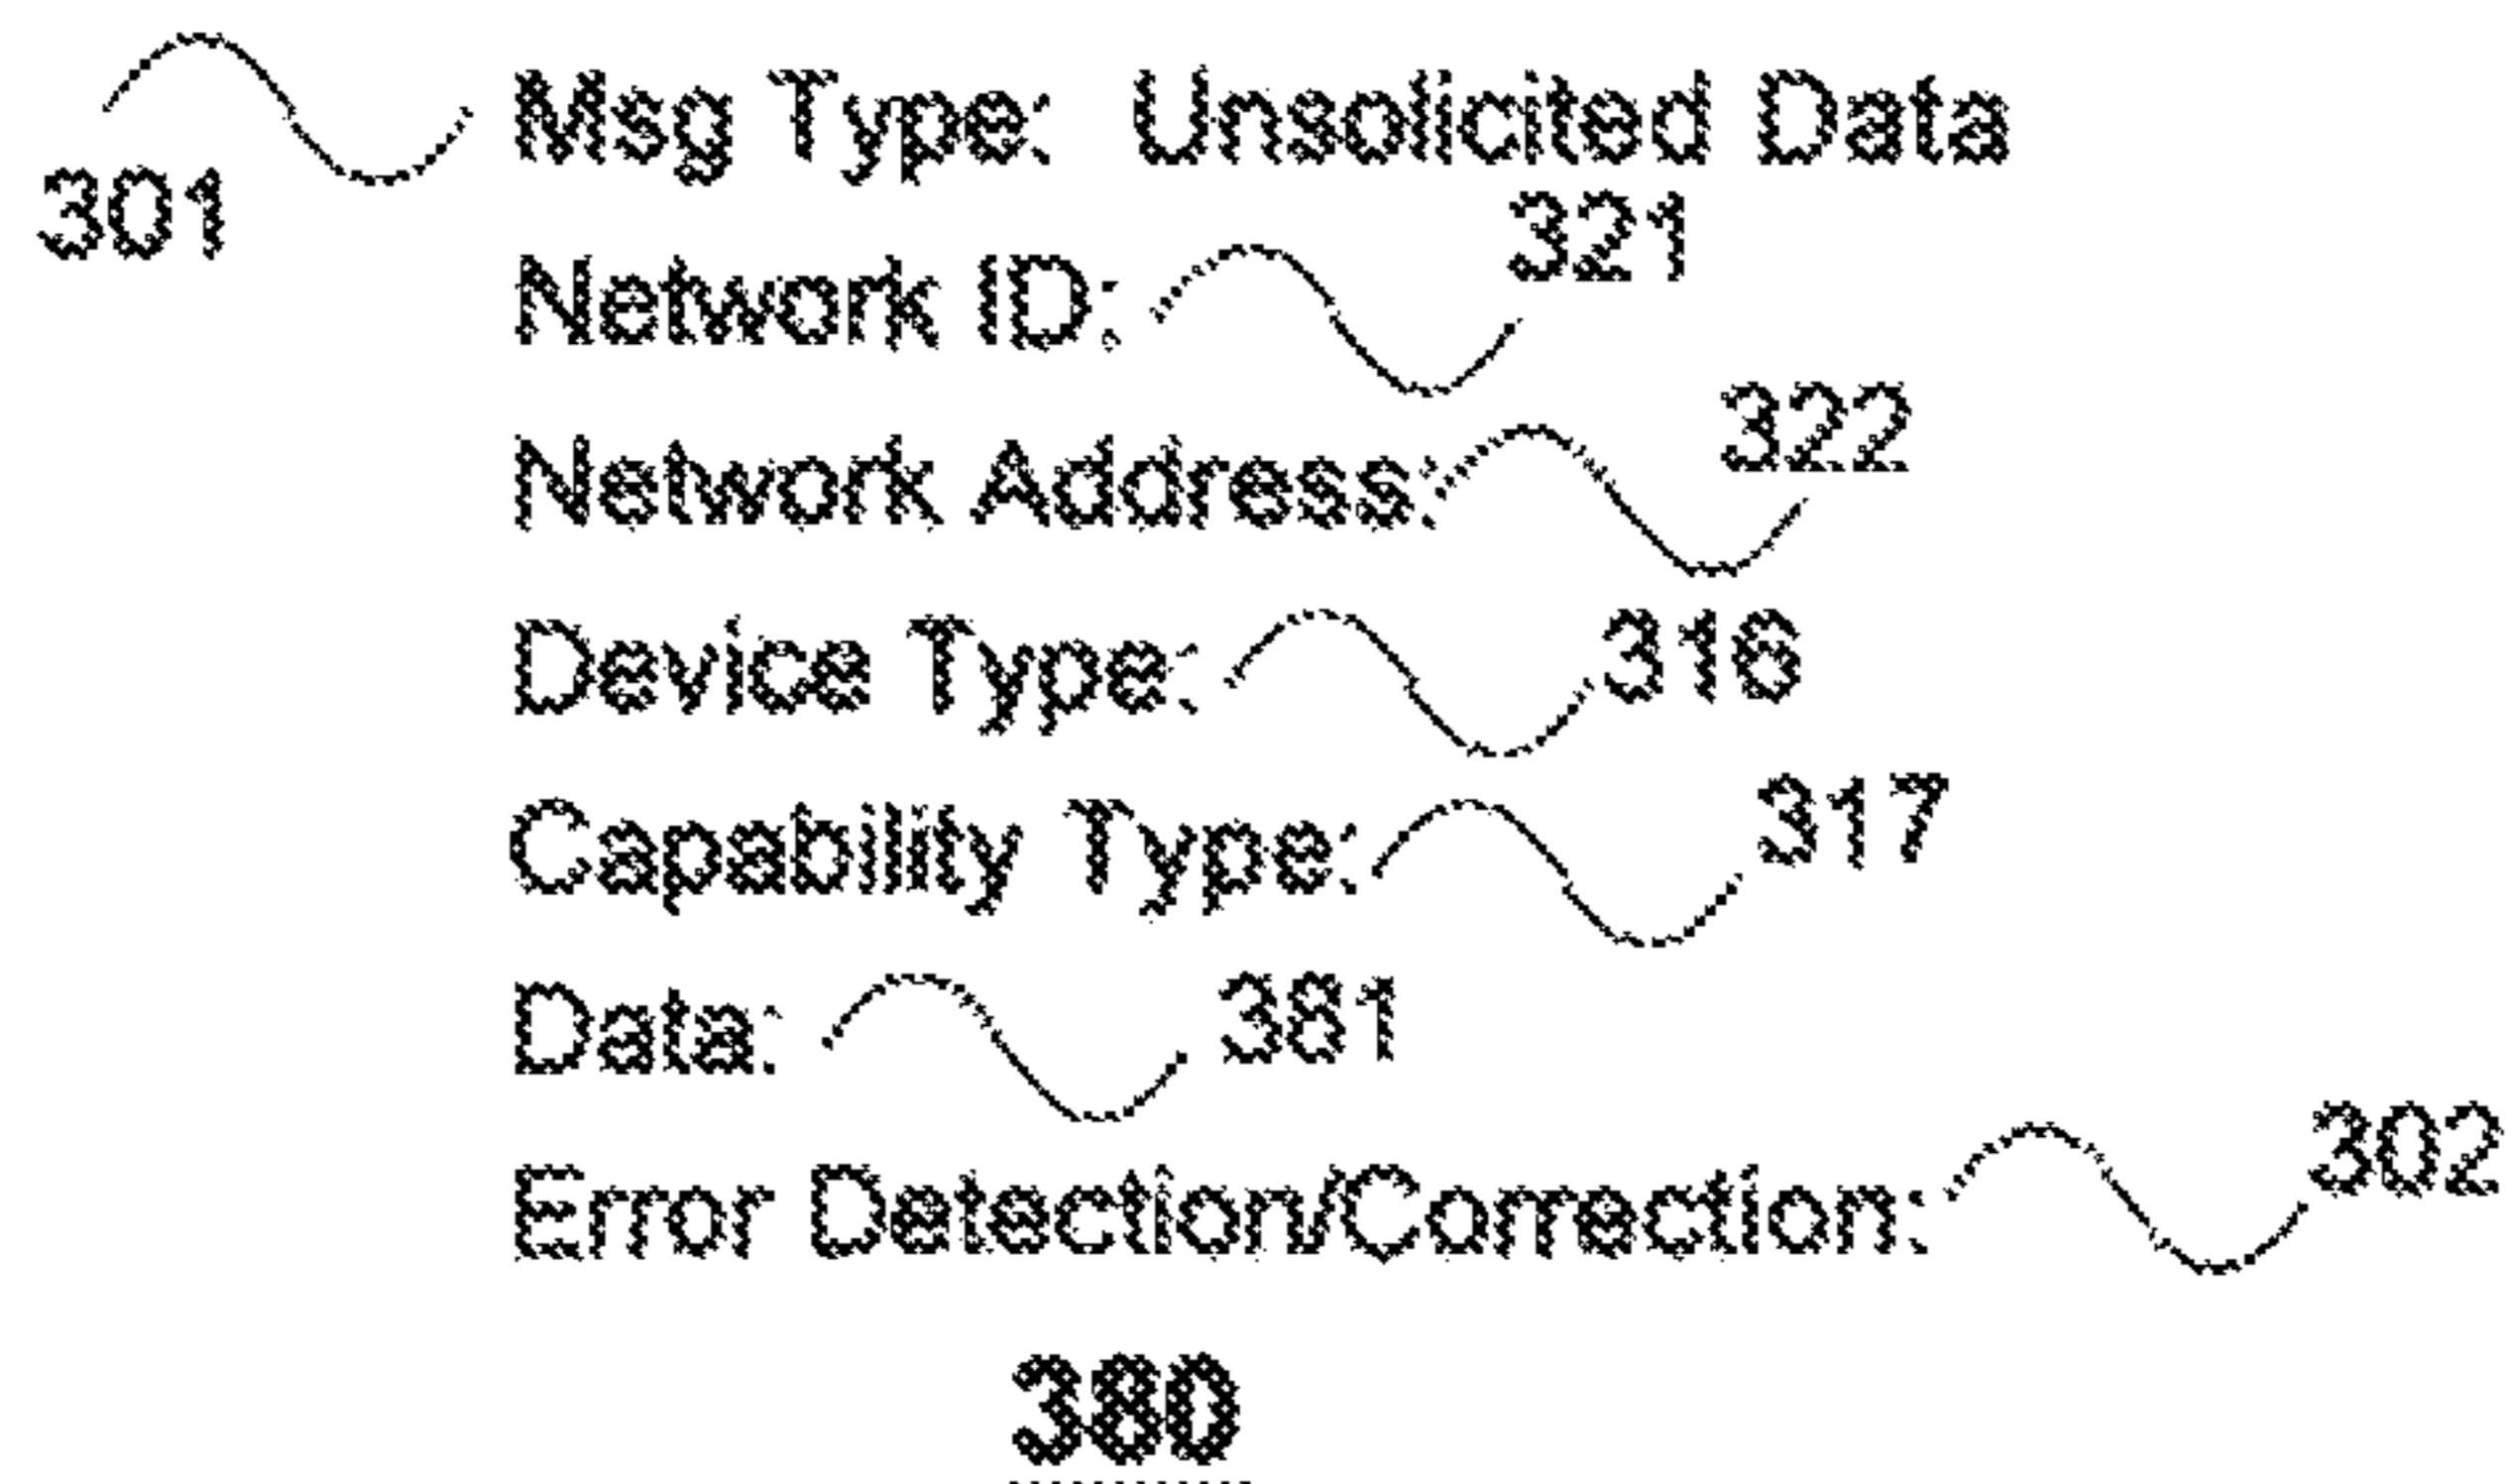 301 Msg Type: Unsolicited Data
Network ID: 321
Network Address: 322
Device Type: 316
Capability Type: 317
Data: 381
Error Detection/Correction: 302
380